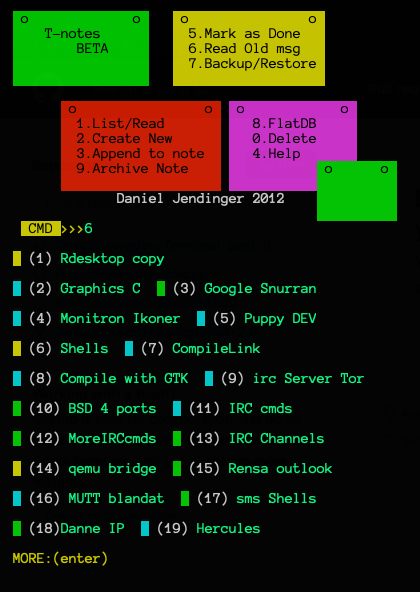 T-notes
BETA
5.Mark as Done
6.Read Old msg
7.Backup/Restore
1.List/Read
2.Create New
3.Append to note
9.Archive Note
8.FlatDB
0.Delete
4.Help
Daniel Jendinger 2012
CMD >>>6
(1) Rdesktop copy
(2) Graphics C (3) Google Snurran
(4) Monitron Ikoner (5) Puppy DEV
(6) Shells (7) CompileLink
(8) Compile with GTK (9) irc Server Tor
(10) BSD 4 ports (11) IRC cmds
(12) MoreIRCcmds (13) IRC Channels
(14) qemu bridge (15) Rensa outlook
(16) MUTT blandat (17) sms Shells
(18)Danne IP (19) Hercules
MORE:(enter)